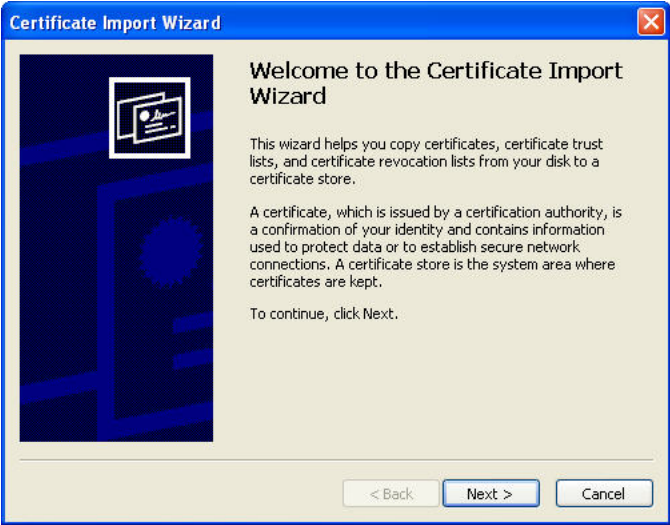 Certificate Import Wizard
Welcome to the Certificate Import
Wizard
This wizard helps you copy certificates, certificate trust
lists, and certificate revocation lists from your disk to a
certificate store.
A certificate, which is issued by a certification authority, is
a confirmation of your identity and contains information
used to protect data or to establish secure network
connections. A certificate store is the system area where
certificates are kept.
To continue, click Next.
< Back Next > Cancel